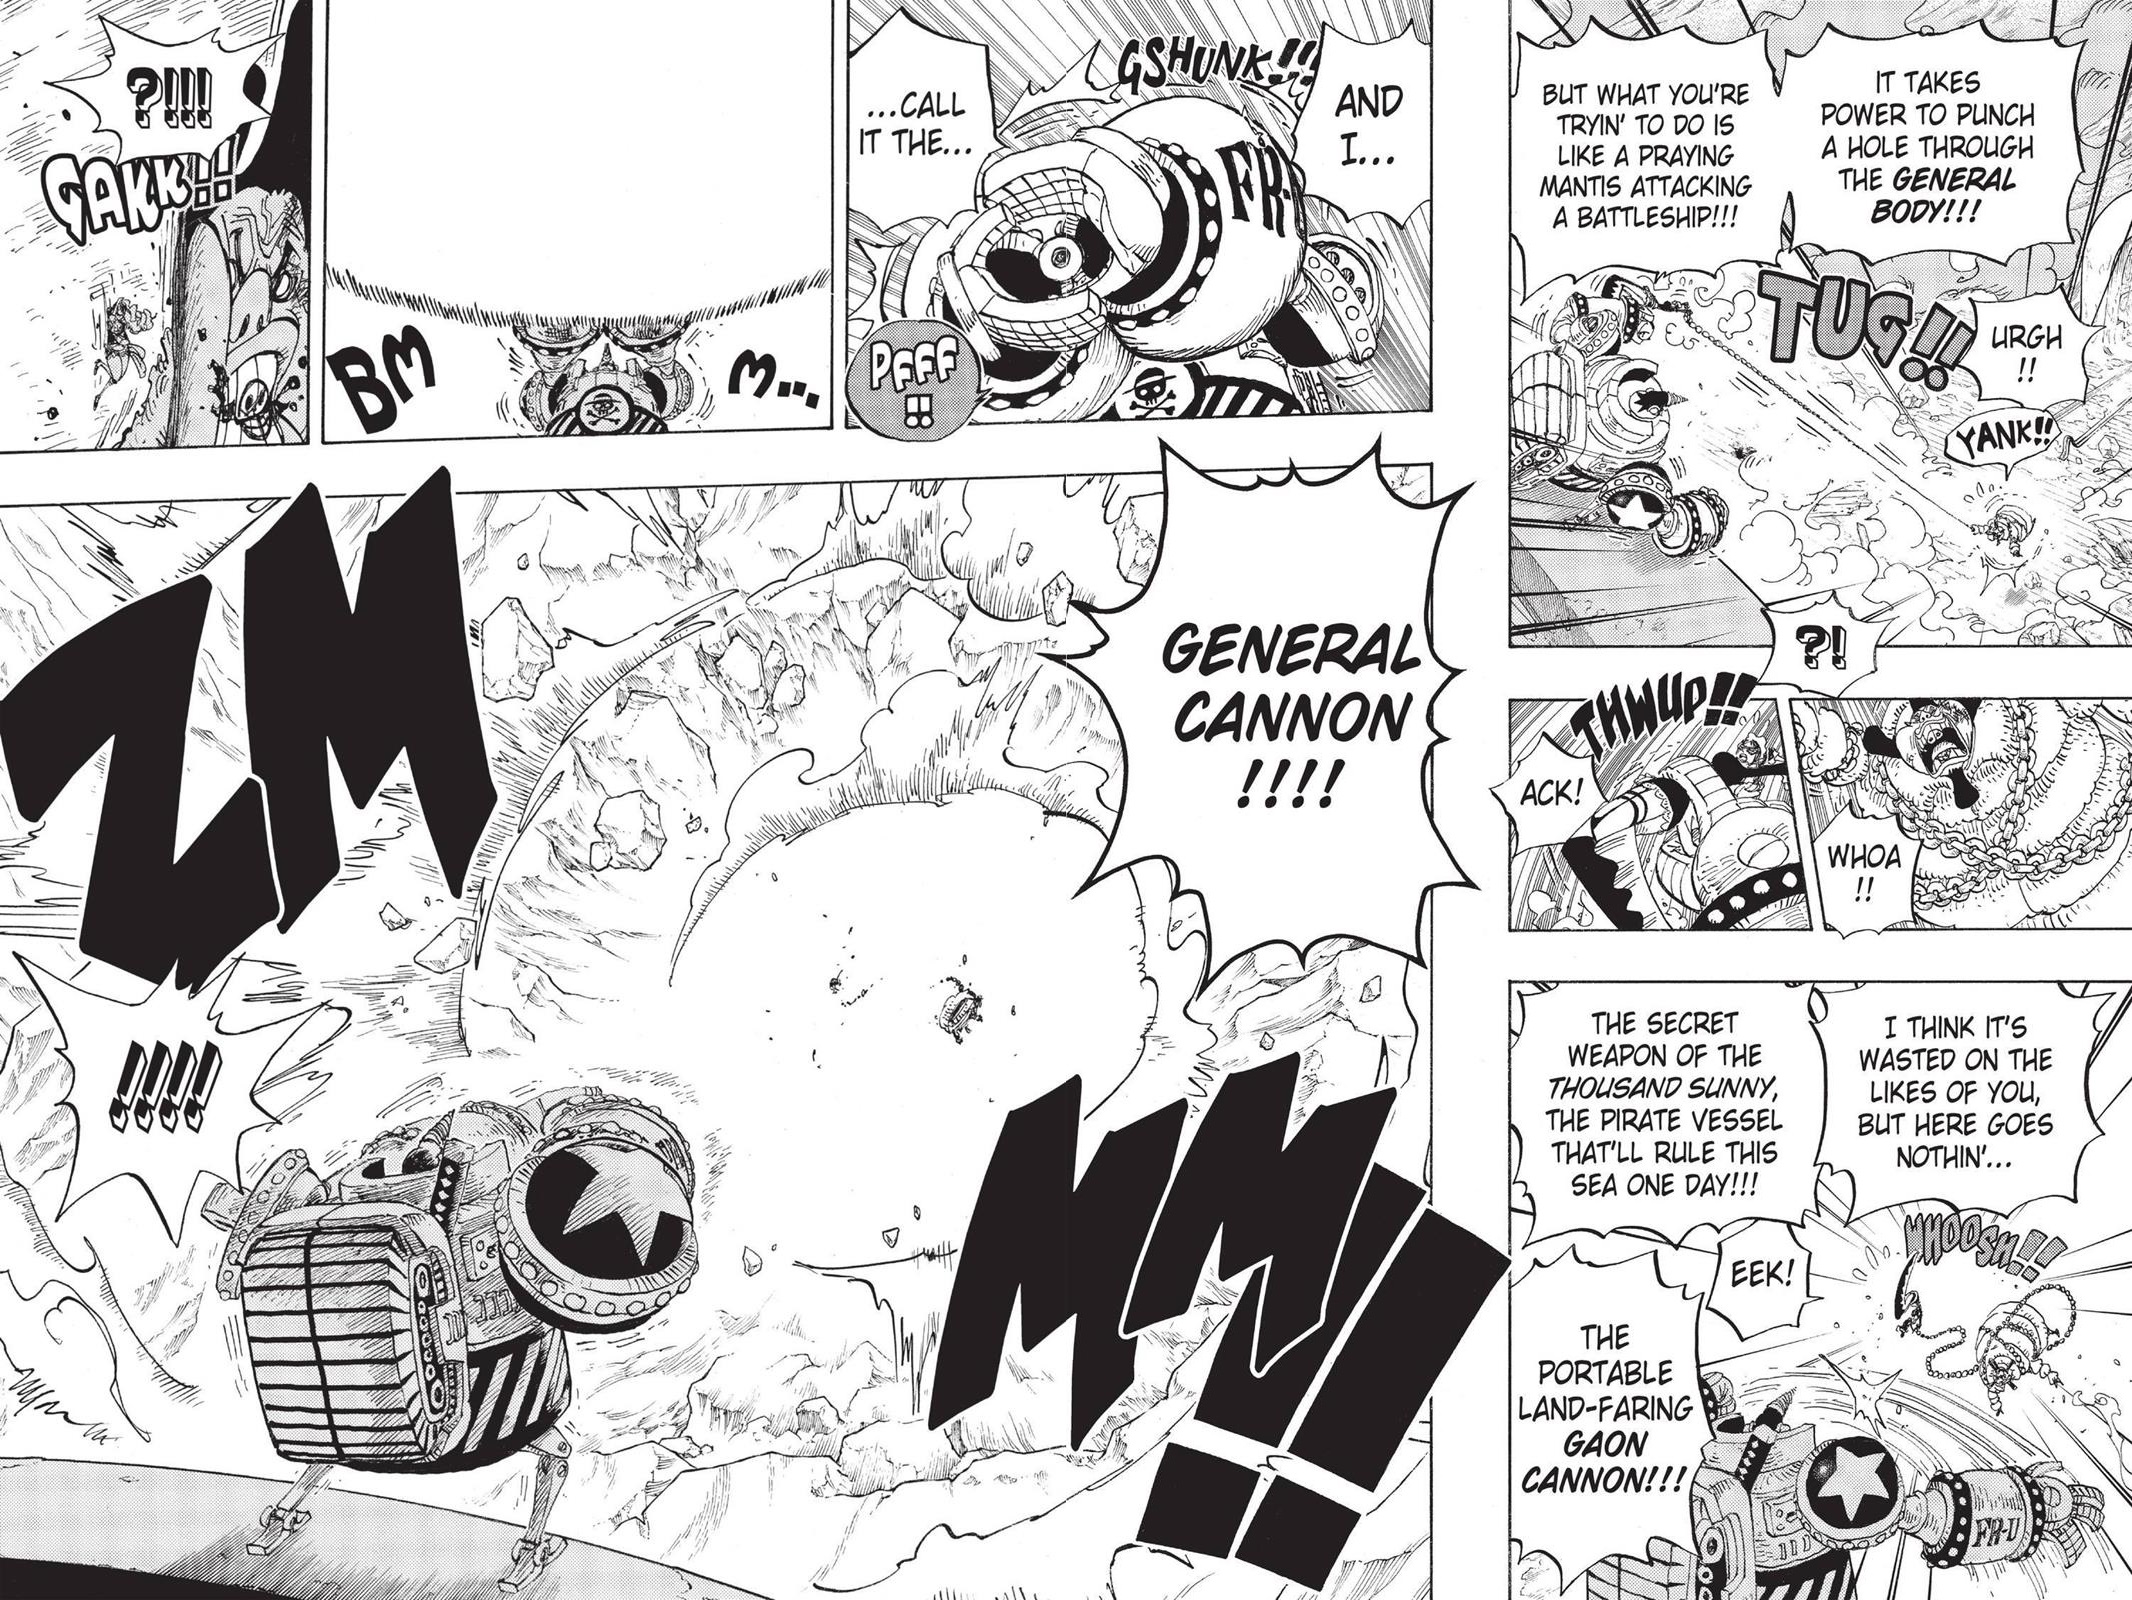 IT TAKES
POWER TO PUNCH
A HOLE THROUGH
THE GENERAL
BODY!!!
BUT WHAT YOU'RE
TRYIN' TO DO IS
LIKE A PRAYING
MANTIS ATTACKING
A BATTLESHIP!!!
TUG!!
URGH
!!
YANK!!
?!
WHOA
!!
THWUP!!
ACK!
I THINK IT'S
WASTED ON THE
LIKES OF YOU,
BUT HERE GOES
NOTHIN'...
THE SECRET
WEAPON OF THE
THOUSAND SUNNY,
THE PIRATE VESSEL
THAT'LL RULE THIS
SEA ONE DAY!!!
WHOOSH!!
EEK!
THE
PORTABLE
LAND-FARING
GAON
CANNON!!!
FR-U
AND
I...
GSHUNK!!
FR-U
...CALL
IT THE...
PFFF
!!
BM
M...
?!!!
GAKK!!
GENERAL
CANNON
!!!!
ZM
MM!!
!!!!